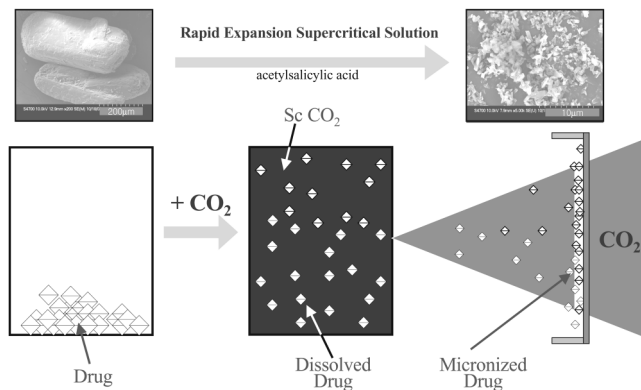 Rapid Expansion Supercritical Solution
acetylsalicylic acid
200µm
10µm
Sc CO2
+ CO2
CO2
Drug
Dissolved
Drug
Micronized
Drug